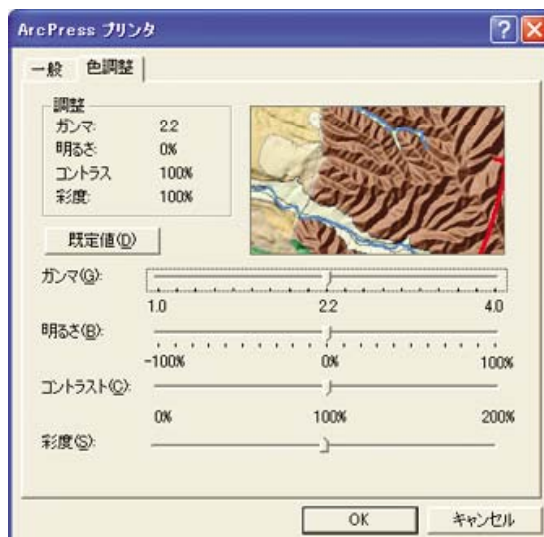 ArcPress プリンタ
一般 色調整
調整
ガンマ: 2.2
明るさ: 0%
コントラス 100%
彩度: 100%
既定値(D)
ガンマ(G):
1.0 2.2 4.0
明るさ(B):
-100% 0% 100%
コントラスト(C):
0% 100% 200%
彩度(S):
OK キャンセル